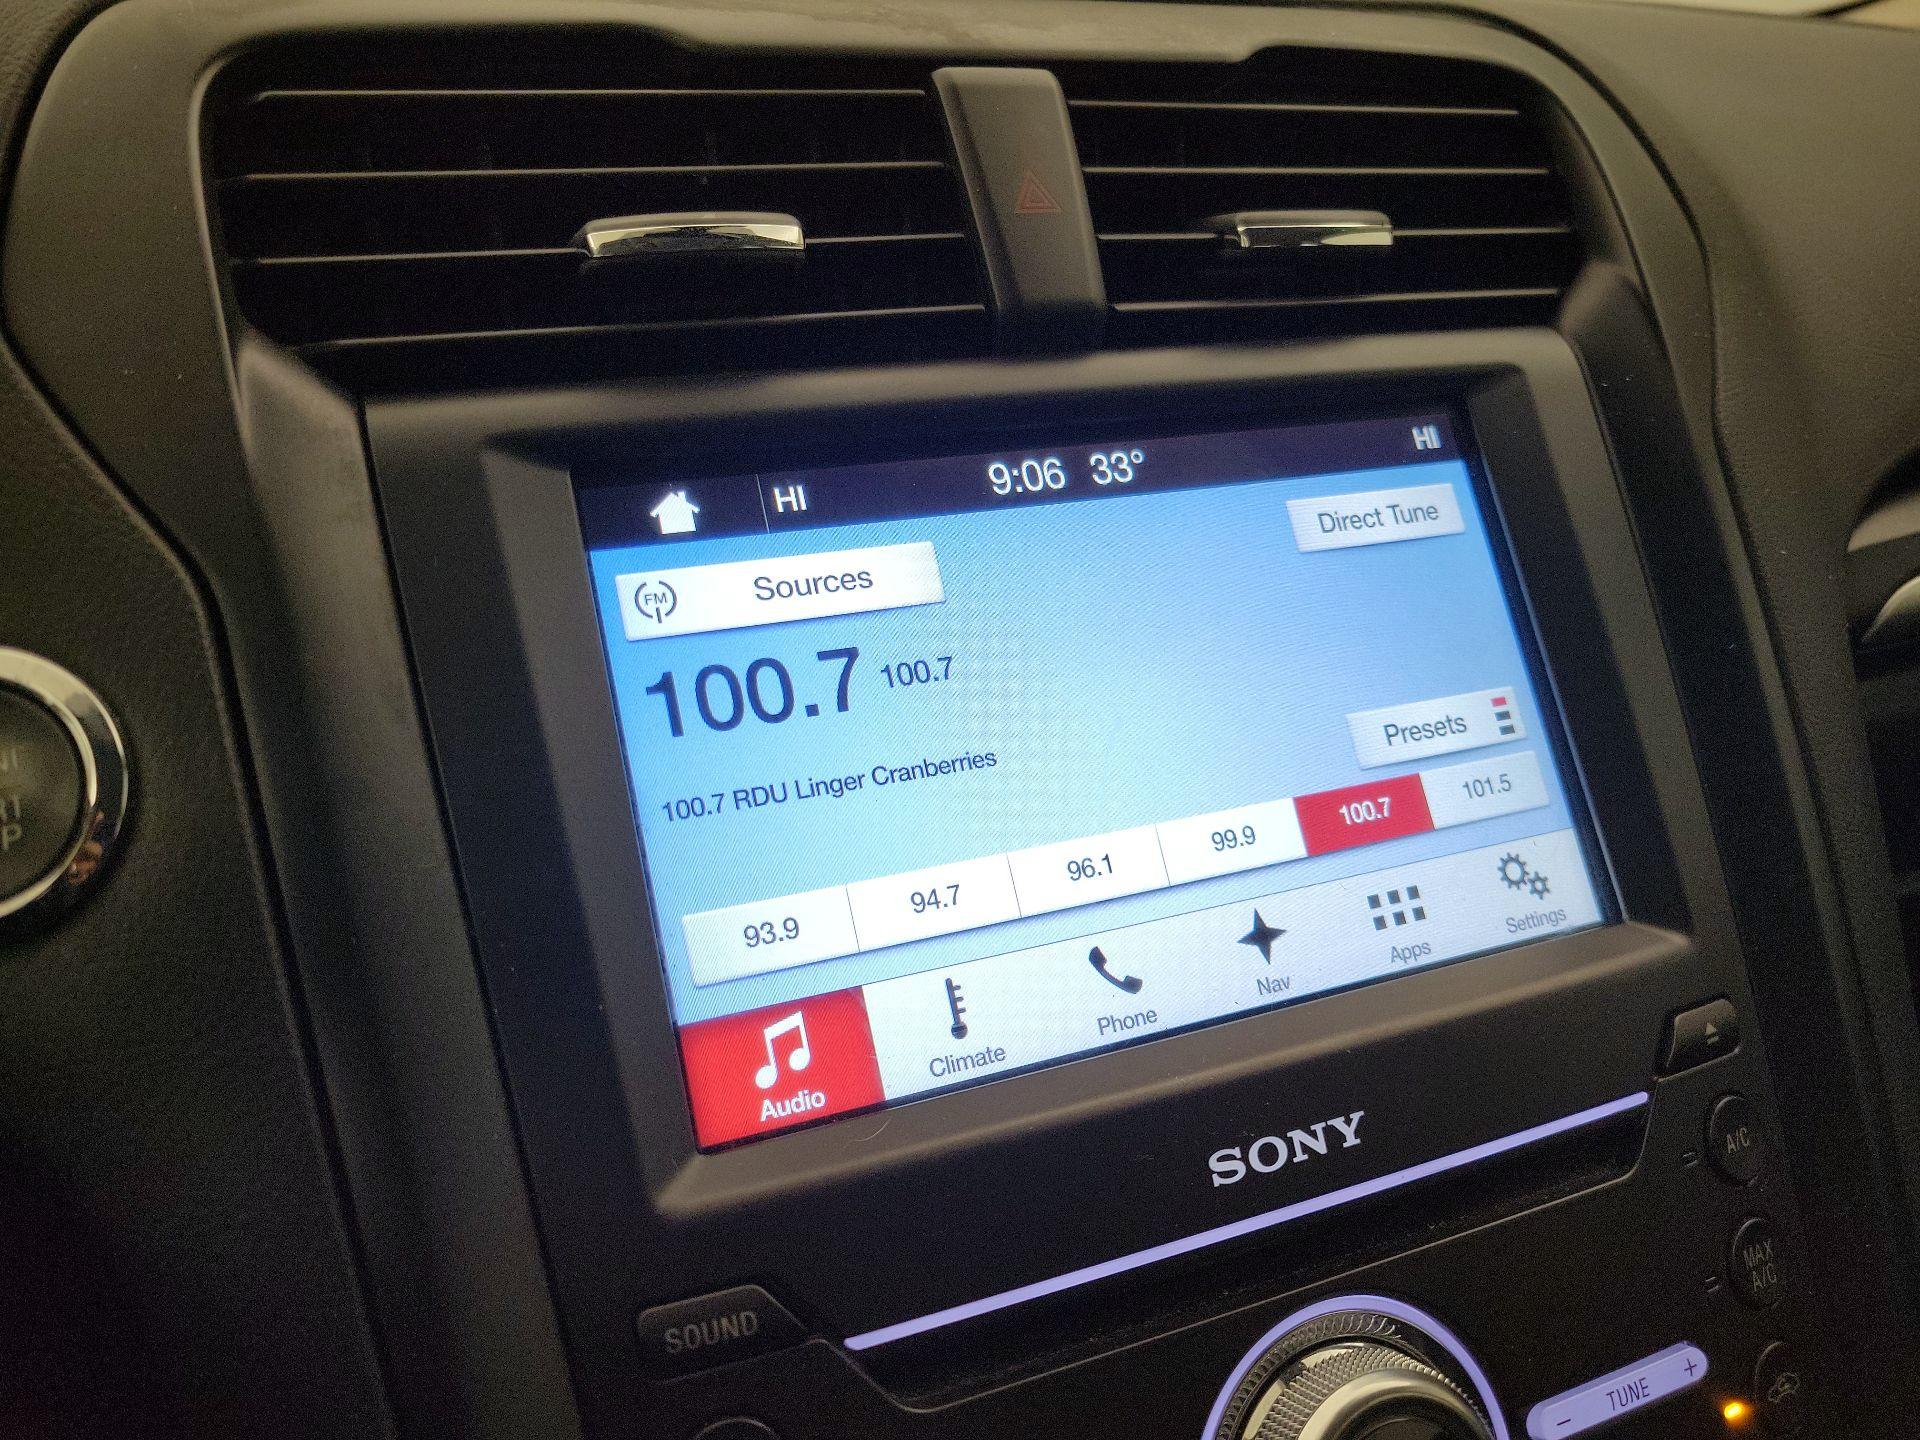 HI
9:06 33°
HI
FM
Sources
Direct Tune
100.7 100.7
100.7 RDU Linger Cranberries
Presets
93.9
94.7
96.1
99.9
100.7
101.5
Audio
Climate
Phone
Nav
Apps
Settings
SONY
A/C
MAX
A/C
SOUND
- TUNE +